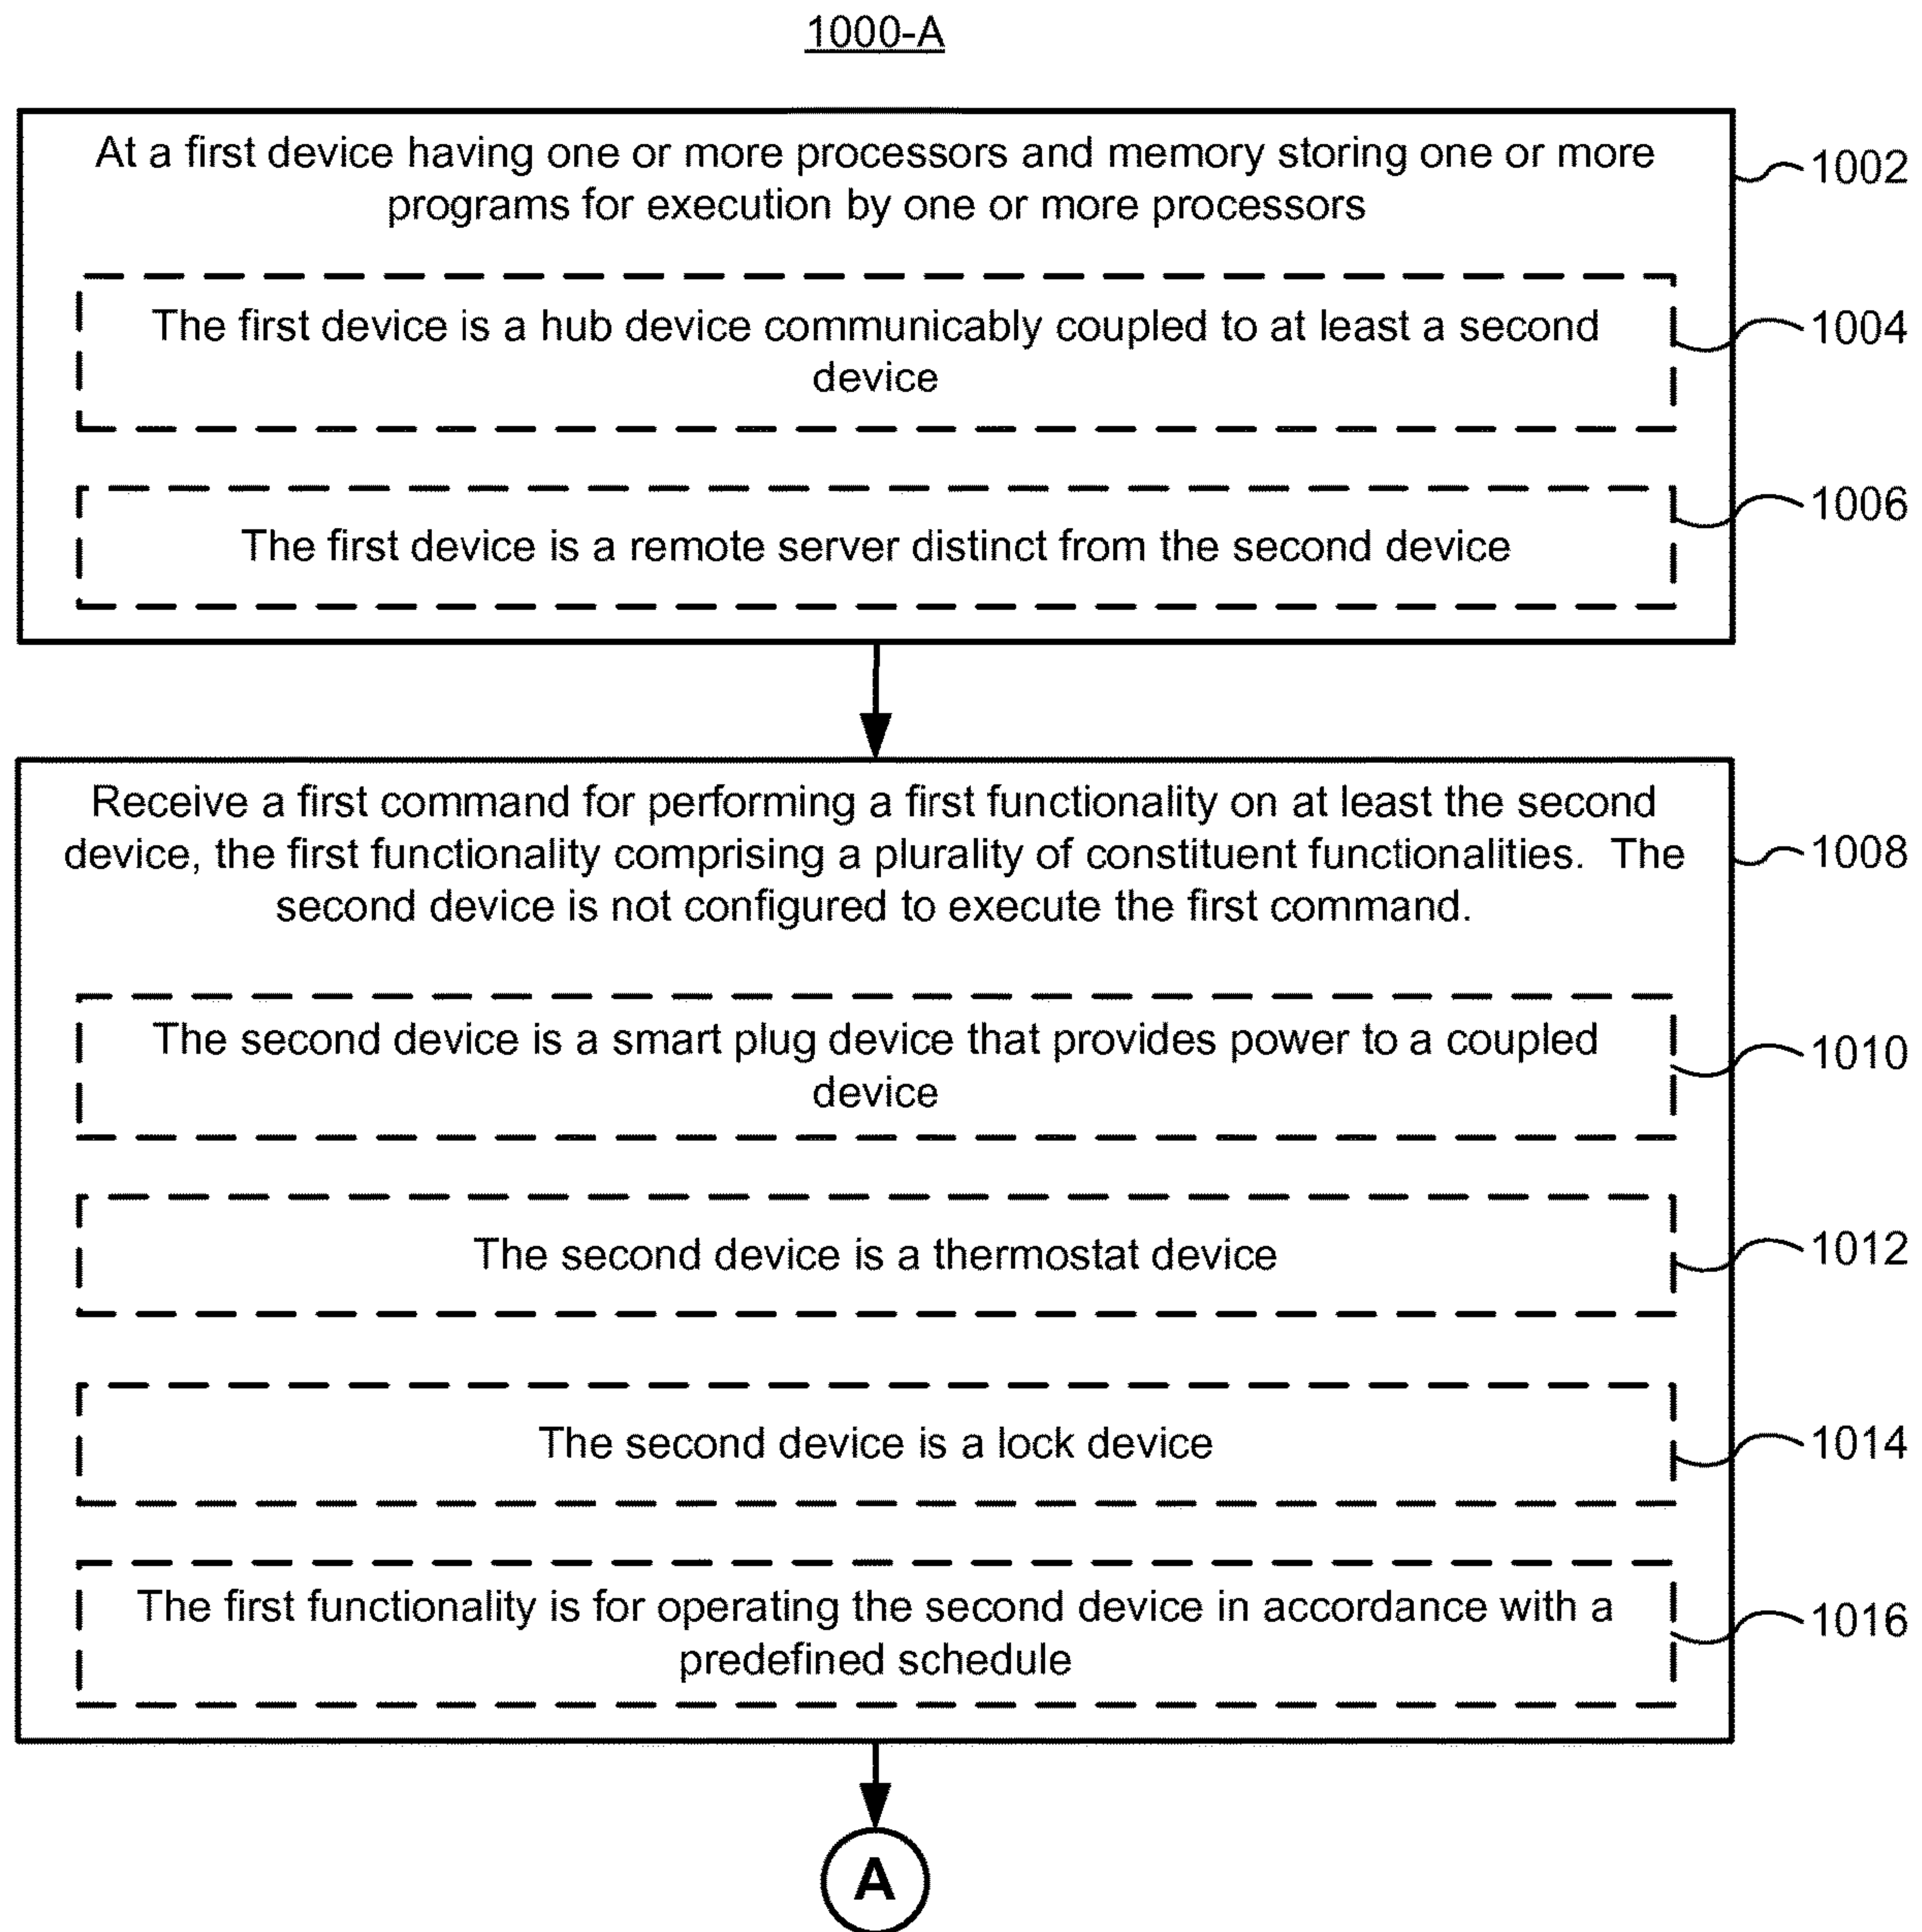 1000-A
At a first device having one or more processors and memory storing one or more
programs for execution by one or more processors
1002
The first device is a hub device communicably coupled to at least a second
device
1004
The first device is a remote server distinct from the second device
1006
Receive a first command for performing a first functionality on at least the second
device, the first functionality comprising a plurality of constituent functionalities.  The
second device is not configured to execute the first command.
1008
The second device is a smart plug device that provides power to a coupled
device
1010
The second device is a thermostat device
1012
The second device is a lock device
1014
The first functionality is for operating the second device in accordance with a
predefined schedule
1016
A